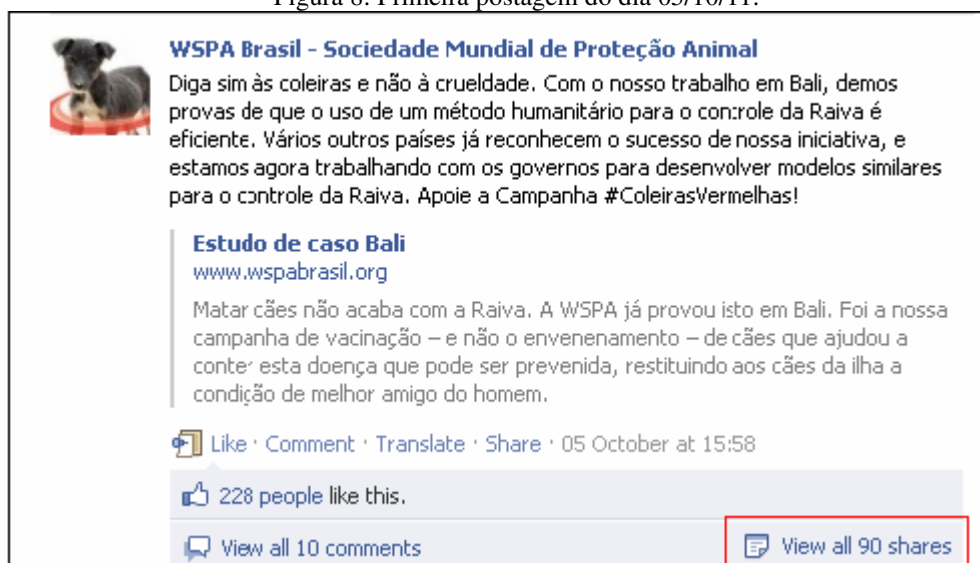 Figura 8: Primeira postagem do dia 05/10/11.
WSPA Brasil - Sociedade Mundial de Proteção Animal
Diga sim às coleiras e não à crueldade. Com o nosso trabalho em Bali, demos
provas de que o uso de um método humanitário para o controle da Raiva é
eficiente. Vários outros países já reconhecem o sucesso de nossa iniciativa, e
estamos agora trabalhando com os governos para desenvolver modelos similares
para o controle da Raiva. Apoie a Campanha #ColeirasVermelhas!
Estudo de caso Bali
www.wspabrasil.org
Matar cães não acaba com a Raiva. A WSPA já provou isto em Bali. Foi a nossa
campanha de vacinação – e não o envenenamento – de cães que ajudou a
conter esta doença que pode ser prevenida, restituindo aos cães da ilha a
condição de melhor amigo do homem.
Like · Comment · Translate · Share · 05 October at 15:58
228 people like this.
View all 10 comments
View all 90 shares